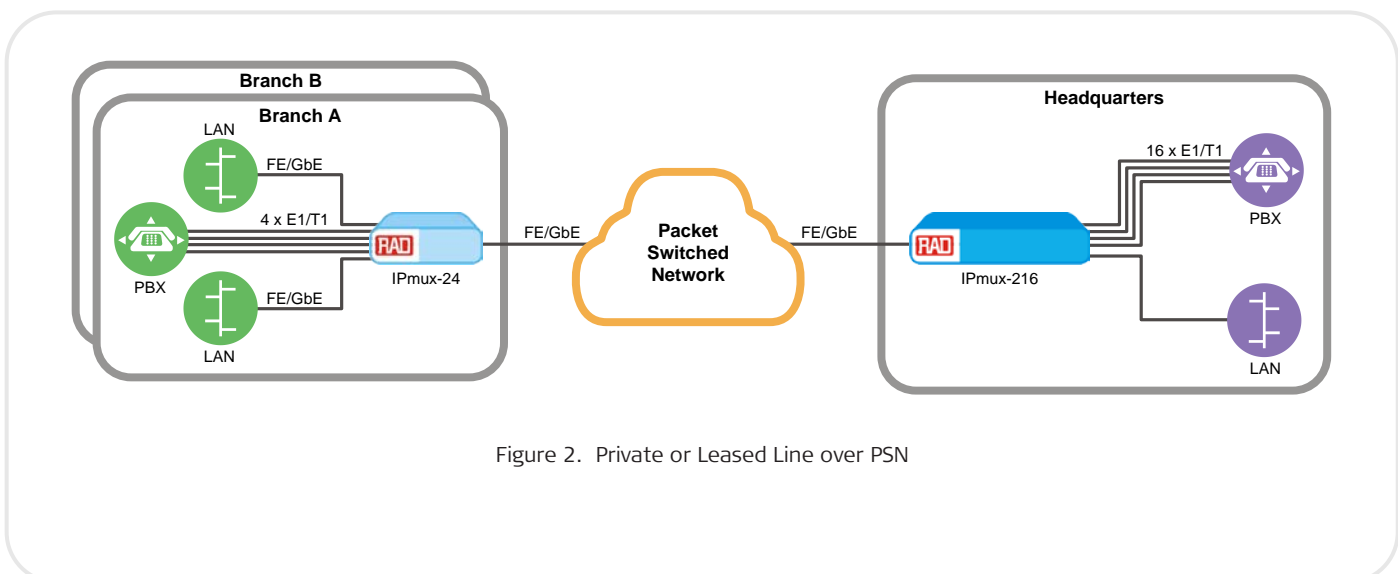 Branch B
Branch A
LAN
FE/GbE
4 x E1/T1
PBX
RAD
IPmux-24
FE/GbE
LAN
FE/GbE
Packet
Switched
Network
FE/GbE
Headquarters
16 x E1/T1
PBX
RAD
IPmux-216
LAN
Figure 2. Private or Leased Line over PSN